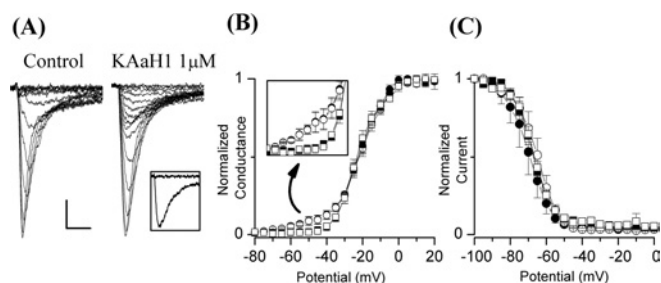 (A)
Control KAaH1 1μM
(B)
Normalized
Conductance
1
0
-80 -60 -40 -20 0 20
Potential (mV)
(C)
Normalized
Current
1
0
-100 -80 -60 -40 -20 0
Potential (mV)